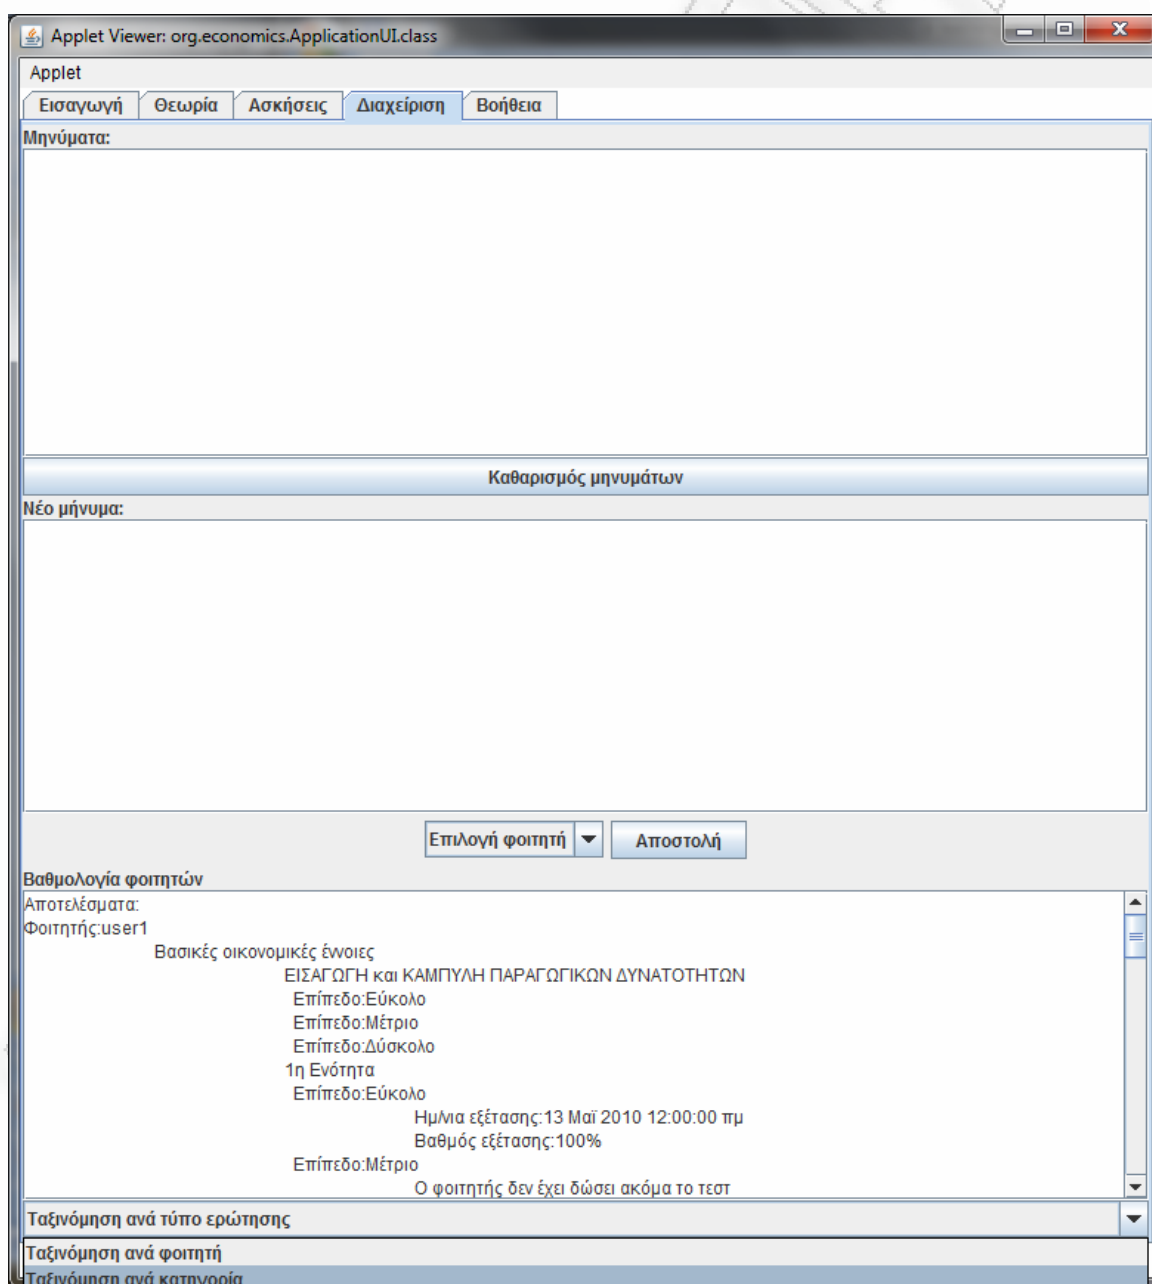 Applet Viewer: org.economics.ApplicationUI.class
Applet
Εισαγωγή Θεωρία Ασκήσεις Διαχείριση Βοήθεια
Μηνύματα:
Καθαρισμός μηνυμάτων
Νέο μήνυμα:
Επιλογή φοιτητή Αποστολή
Βαθμολογία φοιτητών
Αποτελέσματα:
Φοιτητής:user1
Βασικές οικονομικές έννοιες
ΕΙΣΑΓΩΓΗ και ΚΑΜΠΥΛΗ ΠΑΡΑΓΩΓΙΚΩΝ ΔΥΝΑΤΟΤΗΤΩΝ
Επίπεδο:Εύκολο
Επίπεδο:Μέτριο
Επίπεδο:Δύσκολο
1η Ενότητα
Επίπεδο:Εύκολο
Ημ/νια εξέτασης:13 Μαϊ 2010 12:00:00 πμ
Βαθμός εξέτασης:100%
Επίπεδο:Μέτριο
Ο φοιτητής δεν έχει δώσει ακόμα το τεστ
Ταξινόμηση ανά τύπο ερώτησης
Ταξινόμηση ανά φοιτητή
Ταξινόμηση ανά κατηγορία